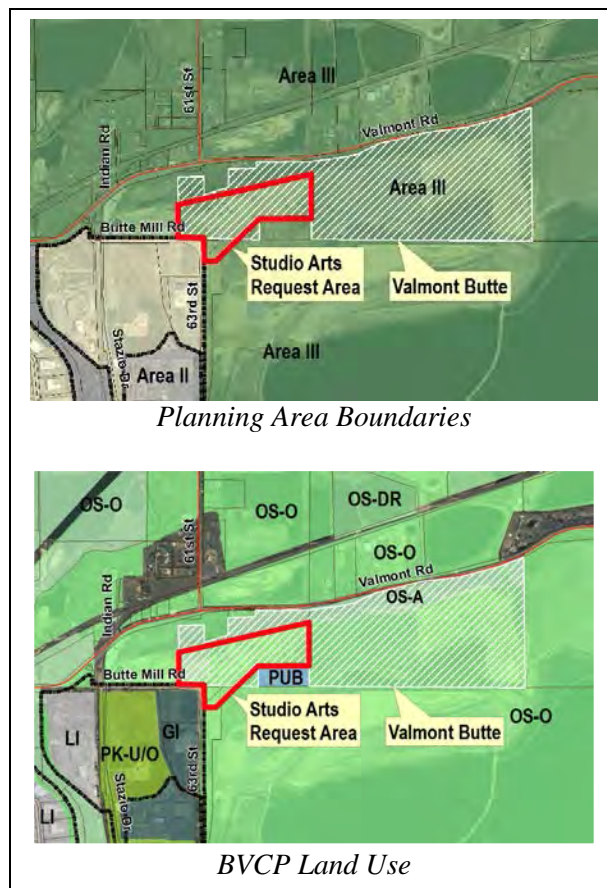 Area III
61st St
Indian Rd
Valmont Rd
Area III
Butte Mill Rd
Studio Arts
Request Area
Valmont Butte
63rd St
Stazio Dr
Area III
Area II
Planning Area Boundaries
OS-O
OS-O
OS-DR
61st St
OS-O
Indian Rd
Valmont Rd
OS-A
Butte Mill Rd
PUB
Studio Arts
Request Area
Valmont Butte
OS-O
LI
PK-U/O
GI
63rd St
Stazio Dr
LI
BVCP Land Use